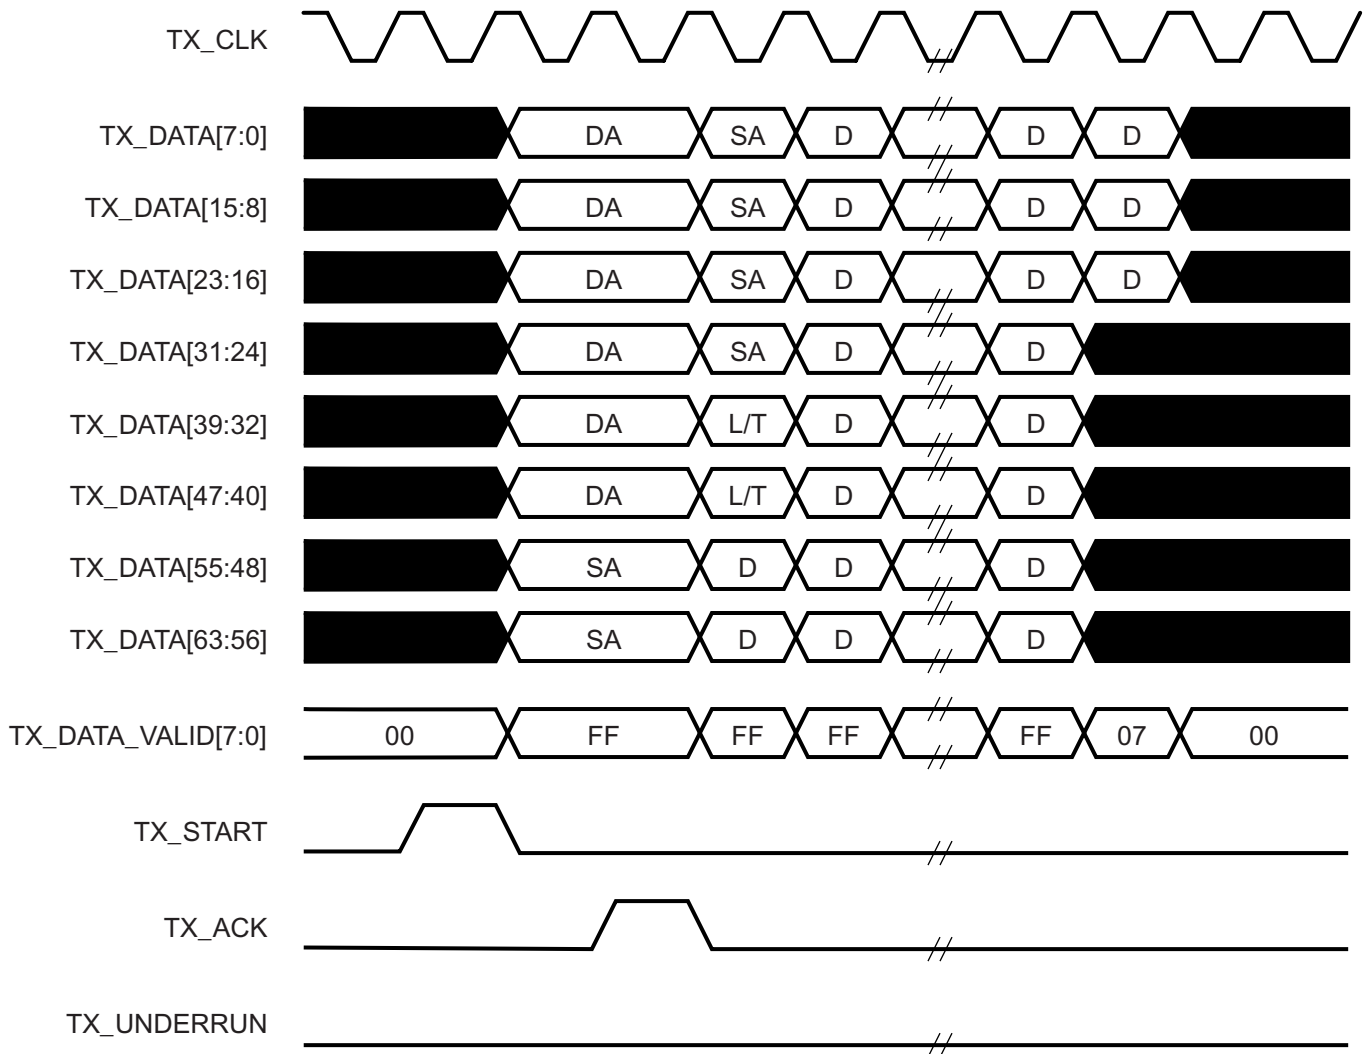 TX_CLK
TX_DATA[7:0] DA SA D D D
TX_DATA[15:8] DA SA D D D
TX_DATA[23:16] DA SA D D D
TX_DATA[31:24] DA SA D D
TX_DATA[39:32] DA L/T D D
TX_DATA[47:40] DA L/T D D
TX_DATA[55:48] SA D D D
TX_DATA[63:56] SA D D D
TX_DATA_VALID[7:0] 00 FF FF FF FF 07 00
TX_START
TX_ACK
TX_UNDERRUN